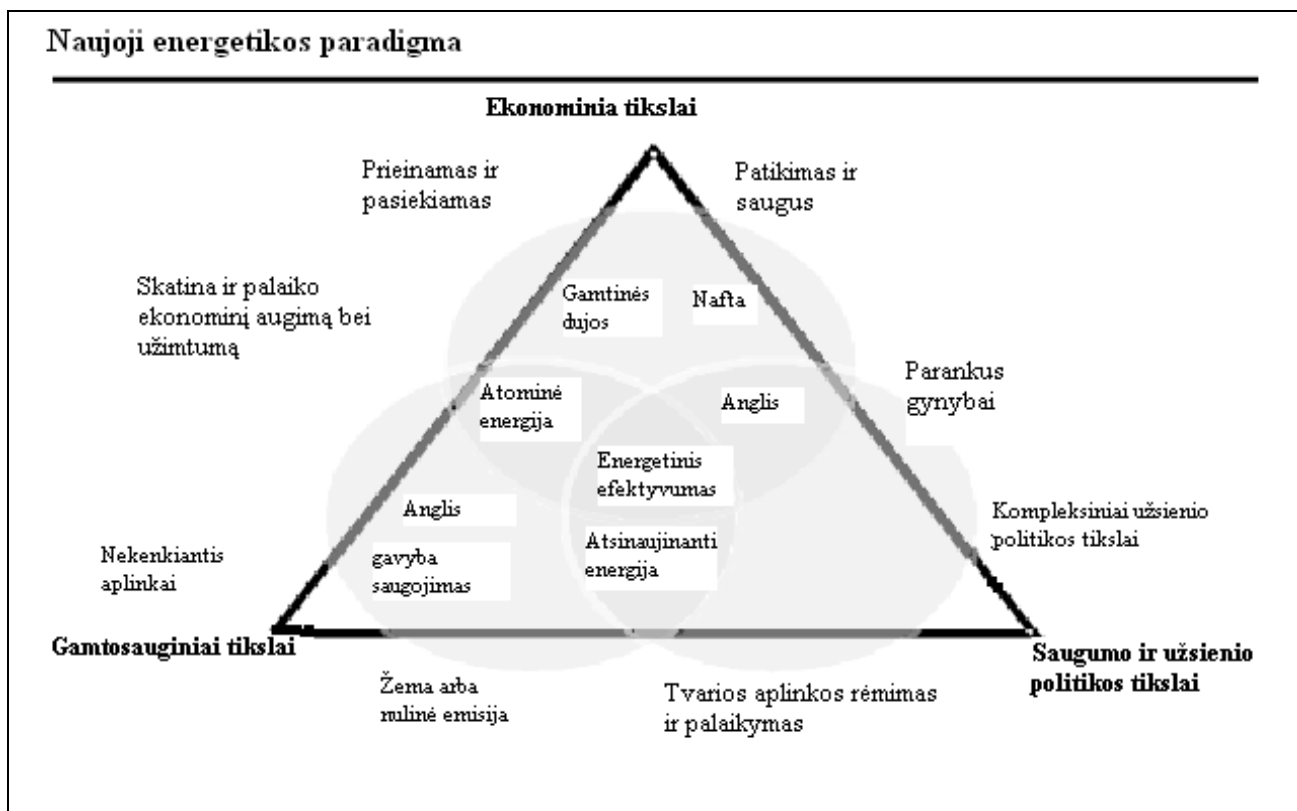 Naujoji energetikos paradigma
Ekonominia tikslai
Prieinamas ir
pasiekiamas
Patikimas ir
saugus
Skatina ir palaiko
ekonominį augimą bei
užimtumą
Gamtinės
dujos
Nafta
Parankus
gynybai
Atominė
energija
Anglis
Energetinis
efektyvumas
Anglis
gavyba
saugojimas
Atsinaujinanti
energija
Kompleksiniai užsienio
politikos tikslai
Nekenkiantis
aplinkai
Gamtosauginiai tikslai
Saugumo ir užsienio
politikos tikslai
Žema arba
nulinė emisija
Tvarios aplinkos rėmimas
ir palaikymas